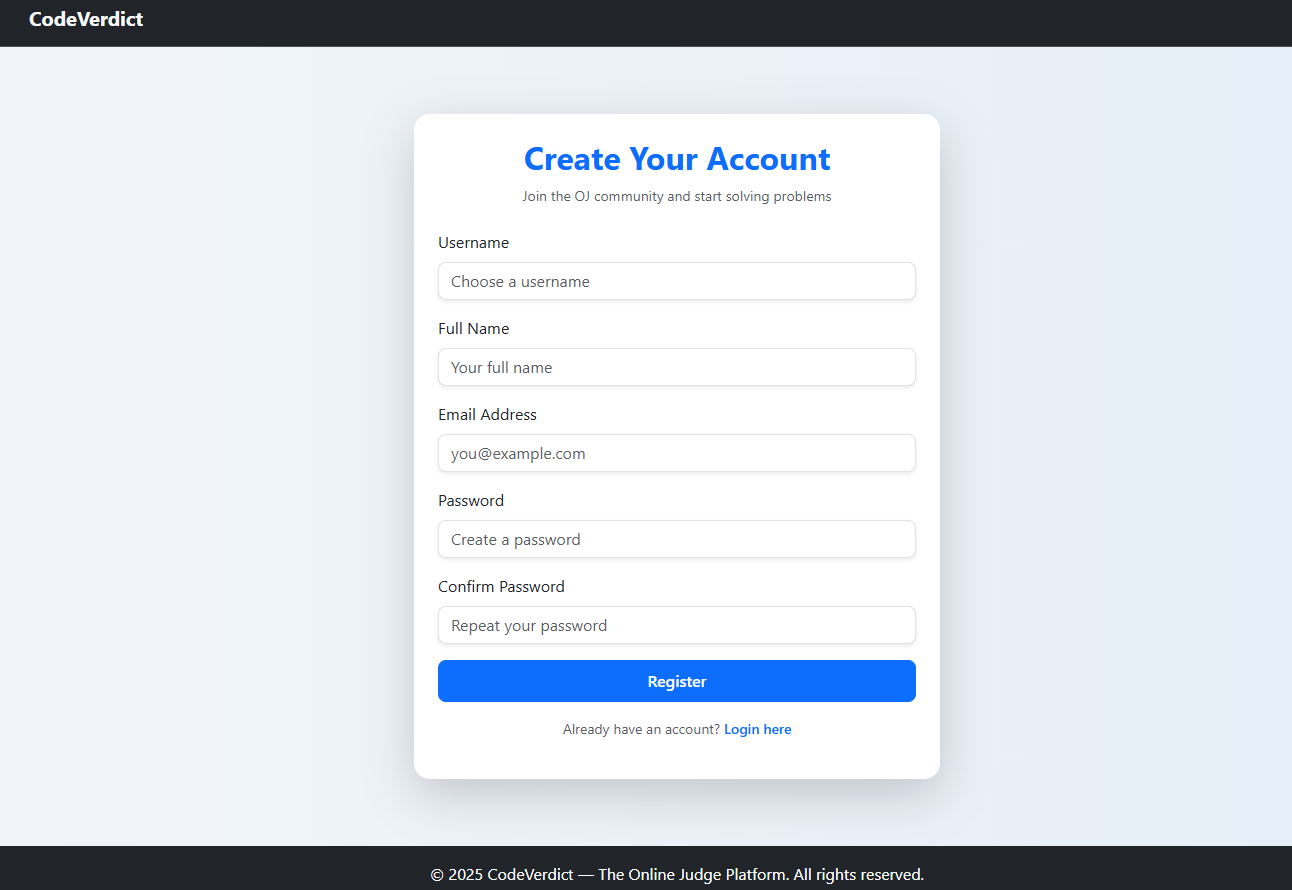 CodeVerdict
Create Your Account
Join the OJ community and start solving problems
Username
Choose a username
Full Name
Your full name
Email Address
you@example.com
Password
Create a password
Confirm Password
Repeat your password
Register
Already have an account? Login here
© 2025 CodeVerdict — The Online Judge Platform. All rights reserved.